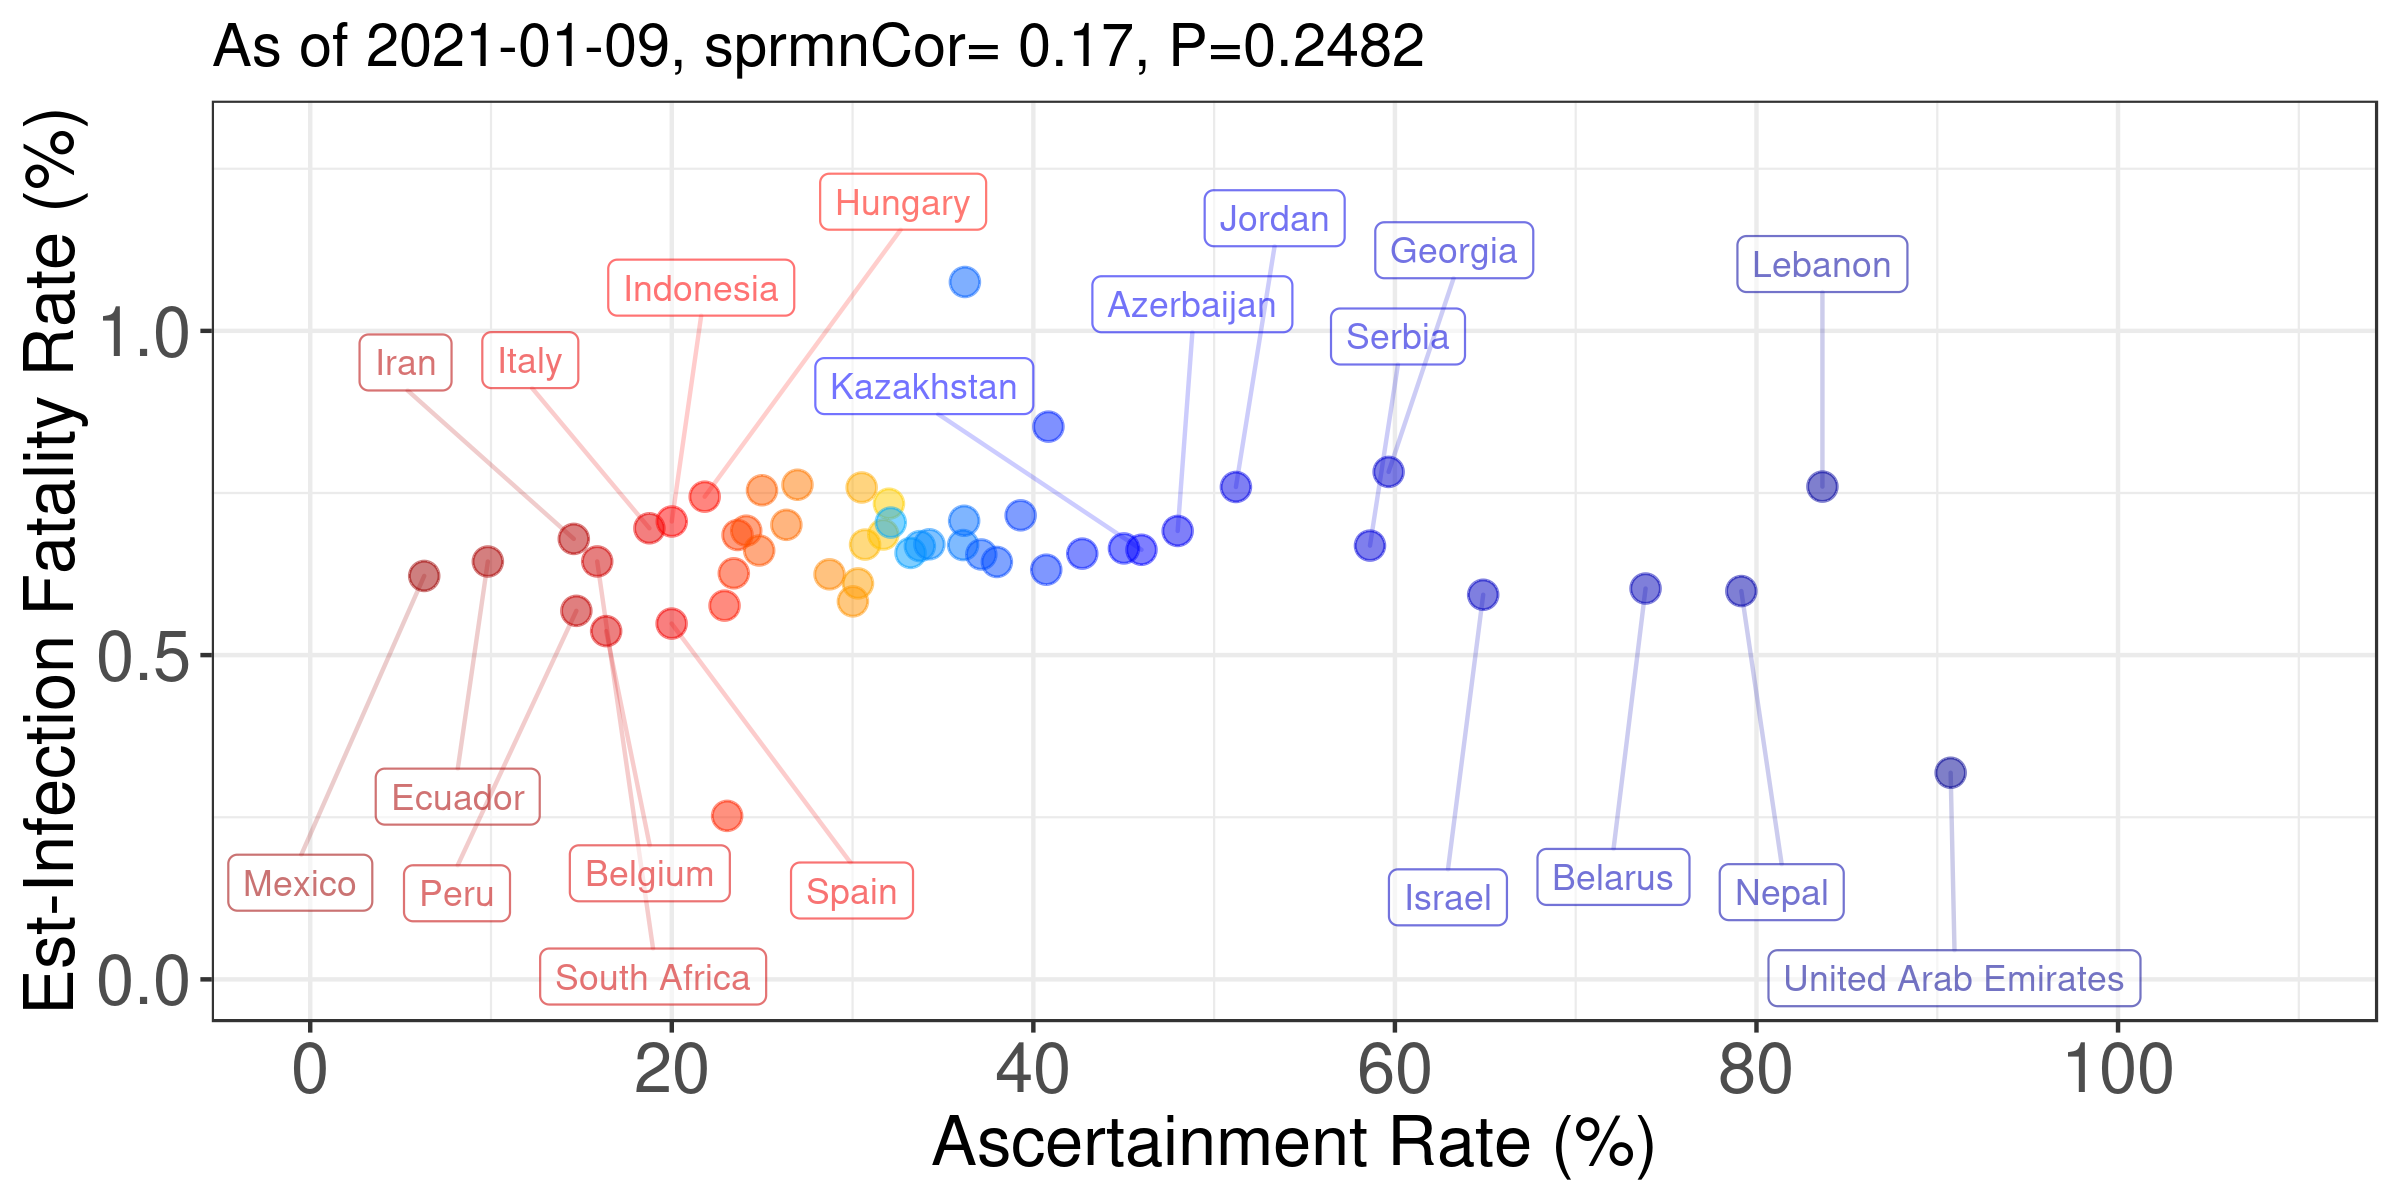 As of 2021-01-09, sprmnCor= 0.17, P=0.2482
Est-Infection Fatality Rate (%)
1.0
0.5
0.0
Hungary
Jordan
Georgia
Lebanon
Indonesia
Azerbaijan
Serbia
Iran
Italy
Kazakhstan
Ecuador
Mexico
Peru
Belgium
Spain
Israel
Belarus
Nepal
South Africa
United Arab Emirates
0 20 40 60 80 100
Ascertainment Rate (%)